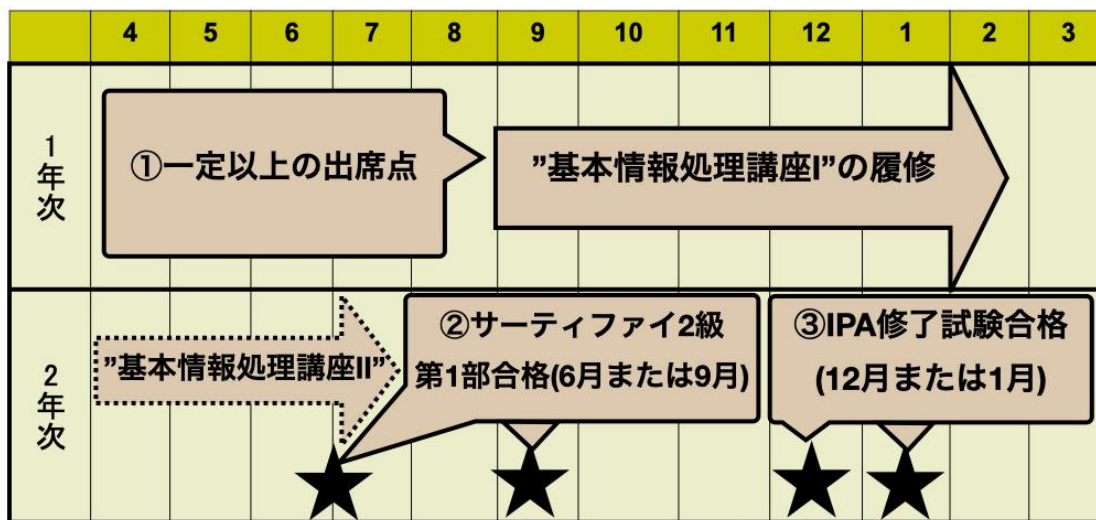 4 5 6 7 8 9 10 11 12 1 2 3
1年次
①一定以上の出席点
”基本情報処理講座I”の履修
2年次
”基本情報処理講座II”
②サーティファイ2級
第1部合格(6月または9月)
③IPA修了試験合格
(12月または1月)